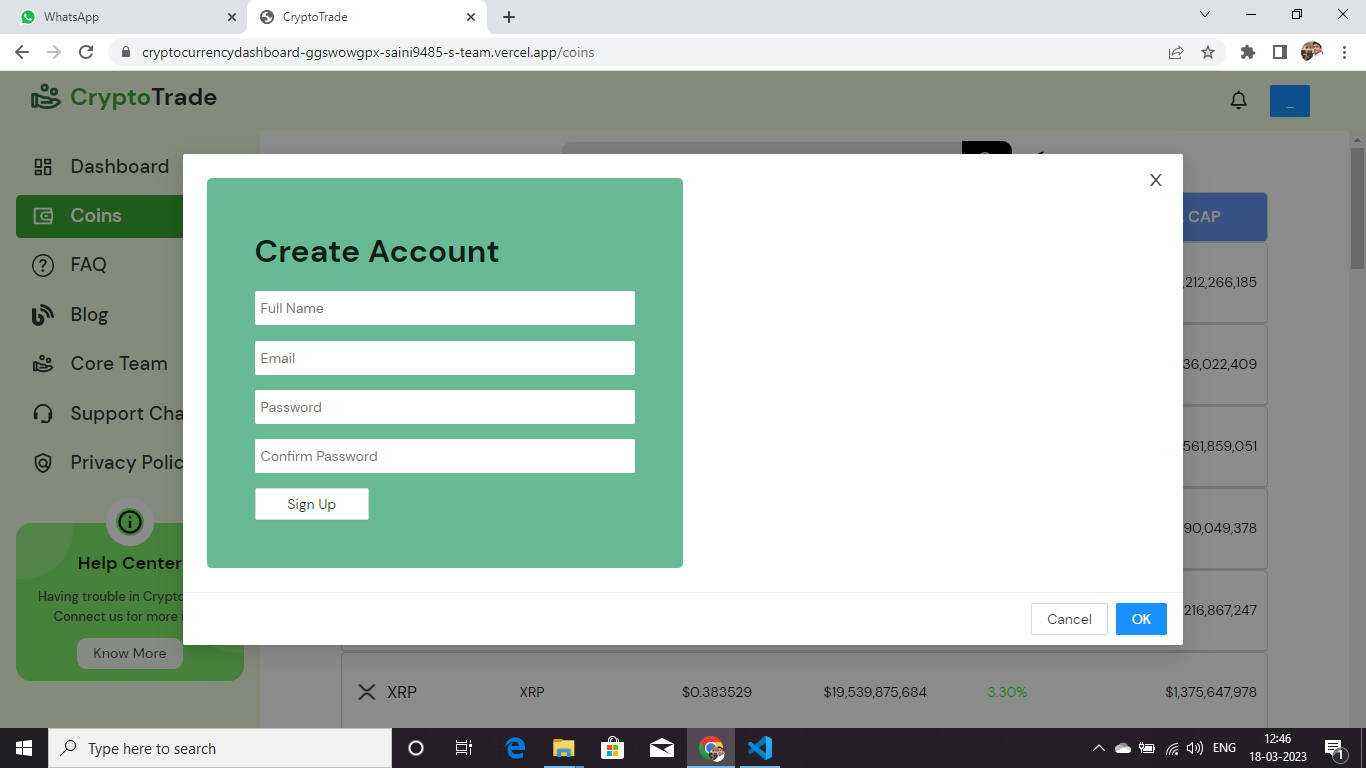 WhatsApp
CryptoTrade
cryptocurrencydashboard-ggswowgpx-saini9485-s-team.vercel.app/coins
CryptoTrade
Dashboard
Coins
FAQ
Blog
Core Team
Support Cha
Privacy Polic
Help Center
Having trouble in Crypto
Connect us for more i
Know More
Create Account
Full Name
Email
Password
Confirm Password
Sign Up
Cancel OK
CAP
,212,266,185
36,022,409
561,859,051
90,049,378
216,867,247
XRP XRP $0.383529 $19,539,875,684 3.30% $1,375,647,978
Type here to search
ENG
12:46
18-03-2023
1